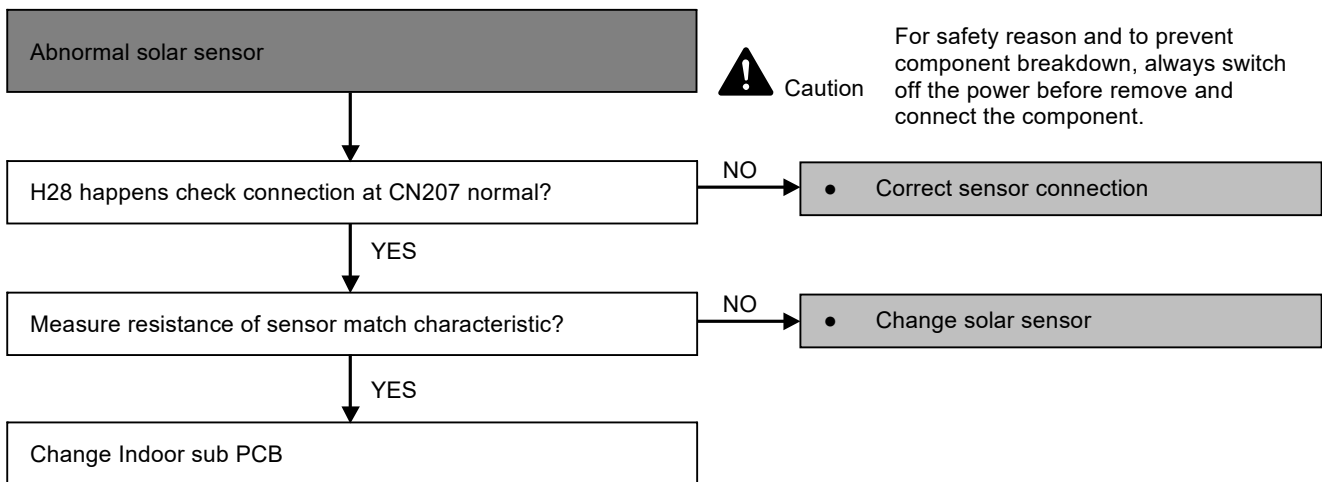 Abnormal solar sensor
Caution
For safety reason and to prevent
component breakdown, always switch
off the power before remove and
connect the component.
H28 happens check connection at CN207 normal?
NO
● Correct sensor connection
YES
Measure resistance of sensor match characteristic?
NO
● Change solar sensor
YES
Change Indoor sub PCB